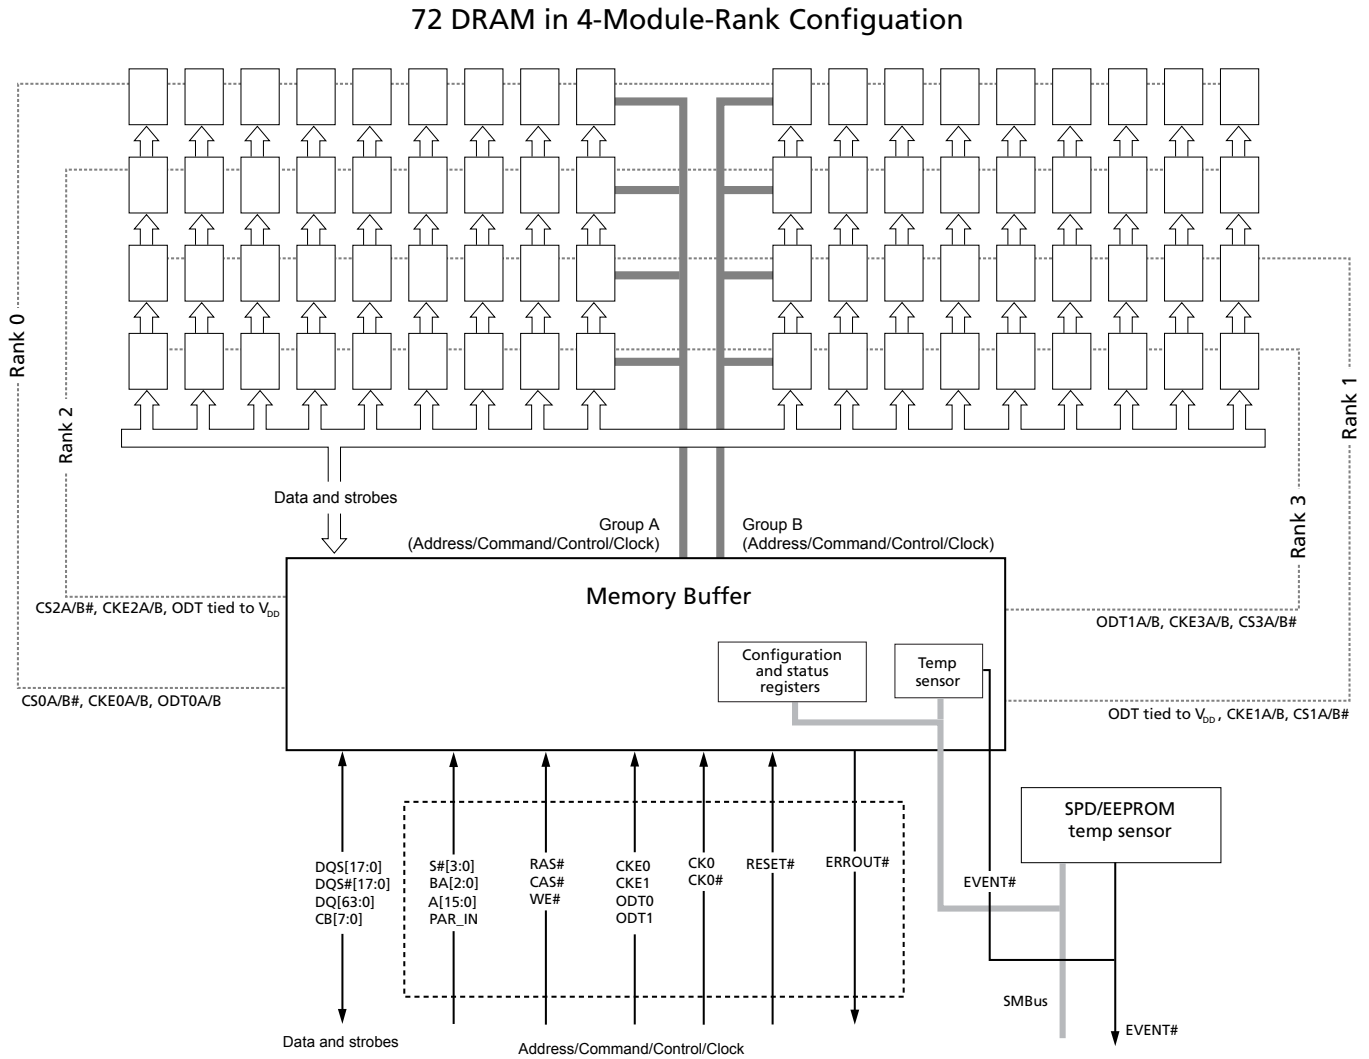 72 DRAM in 4-Module-Rank Configuation
Rank 0
Rank 2
Rank 1
Rank 3
Data and strobes
Group A
(Address/Command/Control/Clock)
Group B
(Address/Command/Control/Clock)
Memory Buffer
CS2A/B#, CKE2A/B, ODT tied to VDD
CS0A/B#, CKE0A/B, ODT0A/B
ODT1A/B, CKE3A/B, CS3A/B#
ODT tied to VDD, CKE1A/B, CS1A/B#
Configuration
and status
registers
Temp
sensor
SPD/EEPROM
temp sensor
DQS[17:0]
DQS#[17:0]
DQ[63:0]
CB[7:0]
S#[3:0]
BA[2:0]
A[15:0]
PAR_IN
RAS#
CAS#
WE#
CKE0
CKE1
ODT0
ODT1
CK0
CK0#
RESET#
ERROUT#
EVENT#
SMBus
EVENT#
Data and strobes
Address/Command/Control/Clock